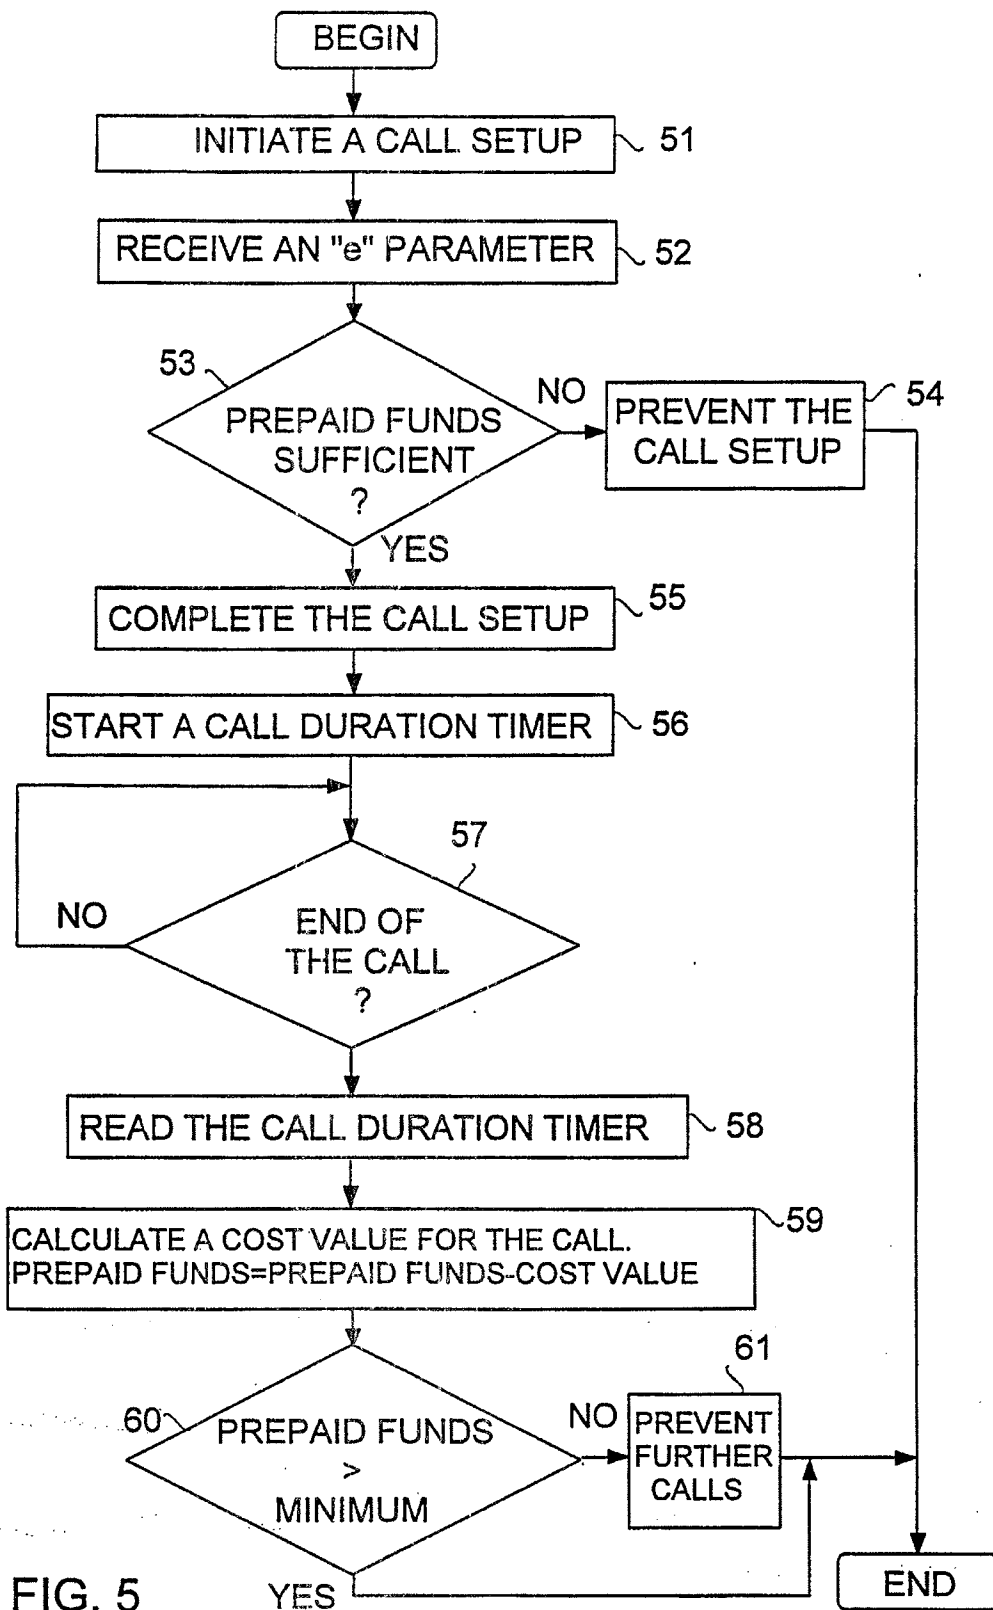 BEGIN
INITIATE A CALL SETUP
51
RECEIVE AN "e" PARAMETER
52
53
PREPAID FUNDS
SUFFICIENT
?
NO
PREVENT THE
CALL SETUP
54
YES
COMPLETE THE CALL SETUP
55
START A CALL DURATION TIMER
56
57
END OF
THE CALL
?
NO
READ THE CALL DURATION TIMER
58
CALCULATE A COST VALUE FOR THE CALL.
PREPAID FUNDS=PREPAID FUNDS-COST VALUE
59
60
PREPAID FUNDS
>
MINIMUM
NO
61
PREVENT
FURTHER
CALLS
YES
END
FIG. 5